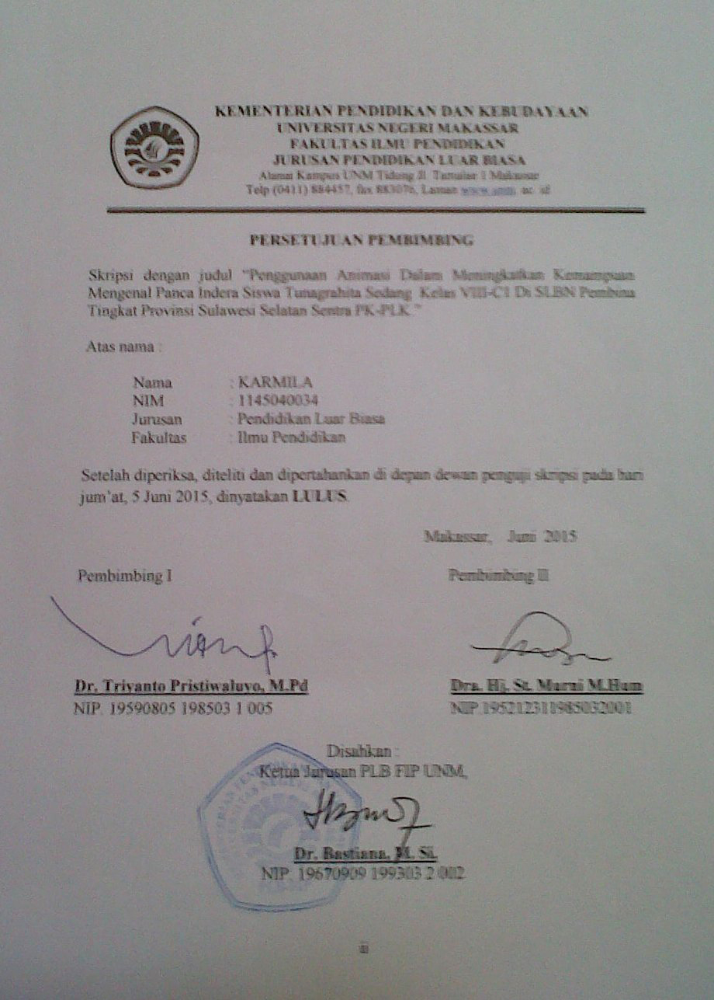 KEMENTERIAN PENDIDIKAN DAN KEBUDAYAAN
UNIVERSITAS NEGERI MAKASSAR
FAKULTAS ILMU PENDIDIKAN
JURUSAN PENDIDIKAN LUAR BIASA
Alamat Kampus UNM Tidung Jl Tamalate I Makassar
Telp (0411) 884457, fax 883076, Laman www.unm. ac. id
PERSETUJUAN PEMBIMBING
Skripsi dengan judul "Penggunaan Animasi Dalam Meningkatkan Kemampuan
Mengenal Panca Indera Siswa Tunagrahita Sedang Kelas VIII-C1 Di SLBN Pembina
Tingkat Provinsi Sulawesi Selatan Sentra PK-PLK "
Atas nama :
Nama : KARMILA
NIM : 1145040034
Jurusan : Pendidikan Luar Biasa
Fakultas : Ilmu Pendidikan
Setelah diperiksa, diteliti dan dipertahankan di depan dewan penguji skripsi pada hari
jum'at, 5 Juni 2015, dinyatakan LULUS.
Makassar, Juni 2015
Pembimbing I Pembimbing II
Dr. Triyanto Pristiwaluyo, M.Pd Dra. Hj. St. Murni M.Hum
NIP. 19590805 198503 1 005 NIP.195212311985032001
Disahkan :
Ketua Jurusan PLB FIP UNM,
Dr. Bastiana, M. Si.
NIP. 19670909 199303 2 002